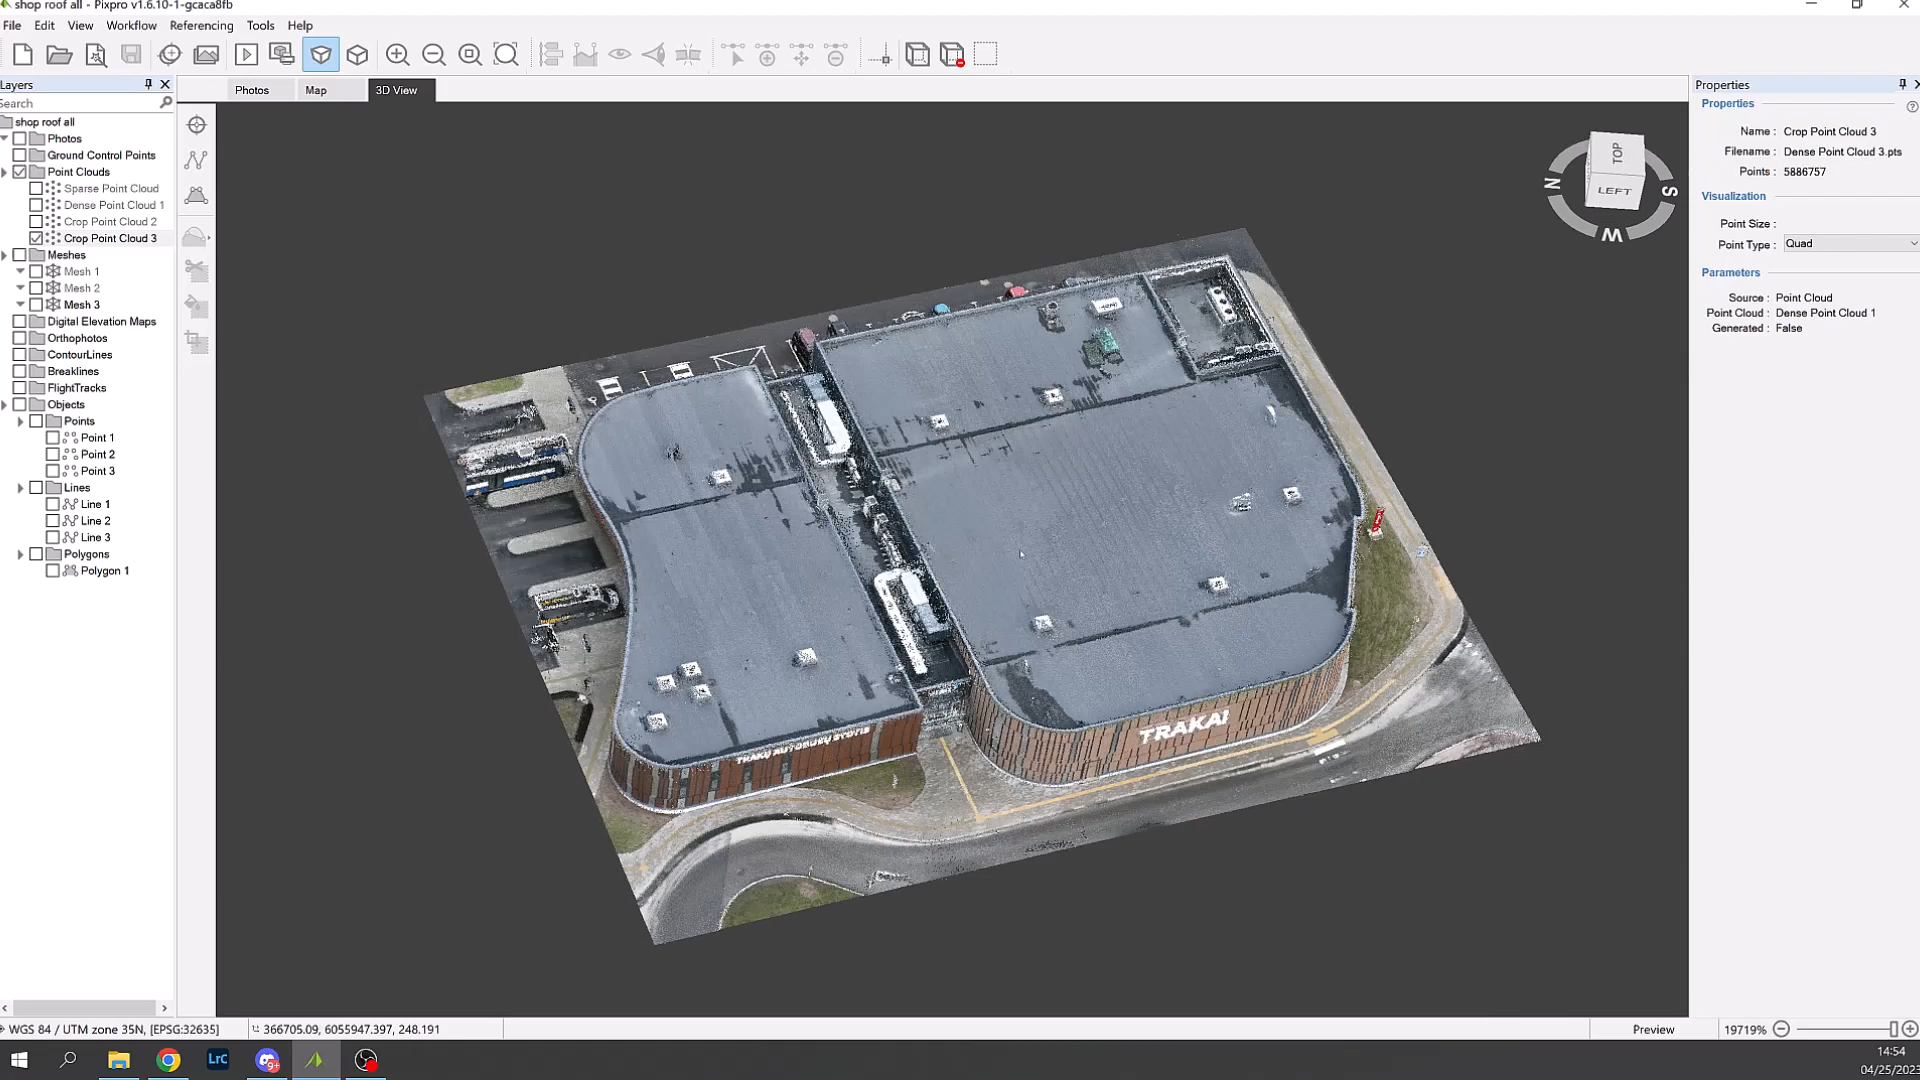 shop roof all - Pixpro v1.6.10-1-gcaca8fb
File Edit View Workflow Referencing Tools Help
Layers
Search
shop roof all
Photos
Ground Control Points
Point Clouds
Sparse Point Cloud
Dense Point Cloud 1
Crop Point Cloud 2
Crop Point Cloud 3
Meshes
Mesh 1
Mesh 2
Mesh 3
Digital Elevation Maps
Orthophotos
ContourLines
Breaklines
FlightTracks
Objects
Points
Point 1
Point 2
Point 3
Lines
Line 1
Line 2
Line 3
Polygons
Polygon 1
Photos Map 3D View
TOP
LEFT
N
S
W
TRAKAI
TRAKŲ AUTOBUSŲ STOTIS
Properties
Properties
Name : Crop Point Cloud 3
Filename : Dense Point Cloud 3.pts
Points : 5886757
Visualization
Point Size :
Point Type : Quad
Parameters
Source : Point Cloud
Point Cloud : Dense Point Cloud 1
Generated : False
WGS 84 / UTM zone 35N, [EPSG:32635]
366705.09, 6055947.397, 248.191
Preview
19719%
LrC
9+
14:54